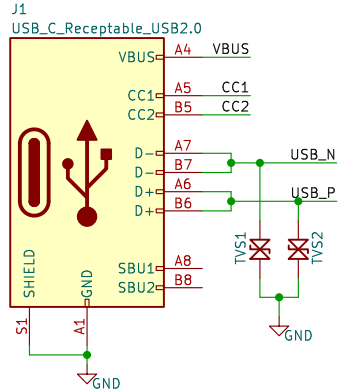 J1
USB_C_Receptable_USB2.0
VBUS A4 VBUS
CC1 A5 CC1
CC2 B5 CC2
D- A7
D- B7 USB_N
D+ A6
D+ B6 USB_P
TVS1 TVS2
SBU1 A8
SBU2 B8
SHIELD GND
S1 A1
GND
GND